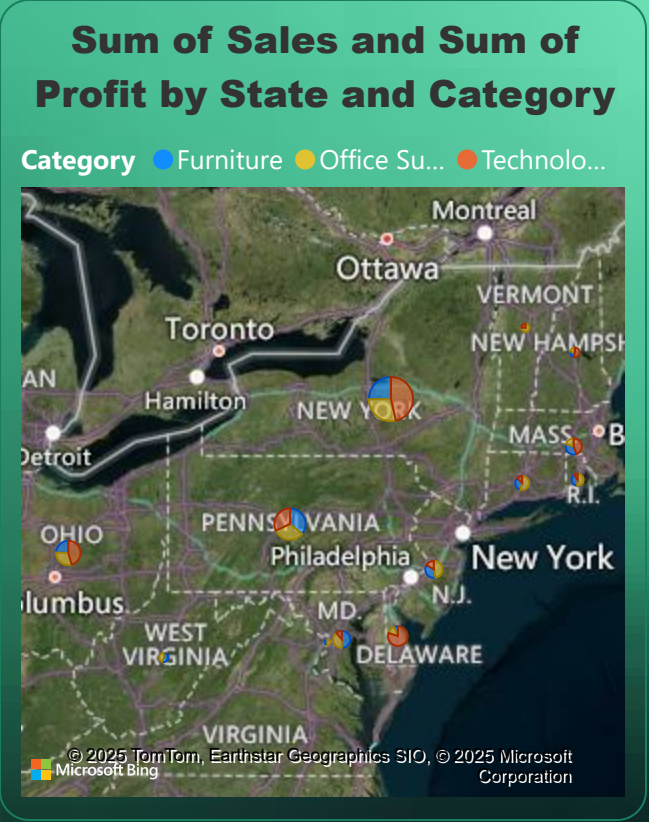 Sum of Sales and Sum of
Profit by State and Category
Category Furniture Office Su... Technolo...
Montreal
Ottawa
VERMONT
Toronto
NEW HAMPSH
AN
Hamilton
NEW YORK
MASS
B
Detroit
R.I.
PENNSYLVANIA
OHIO
Philadelphia
New York
lumbus
N.J.
MD.
WEST
VIRGINIA
DELAWARE
VIRGINIA
© 2025 TomTom, Earthstar Geographics SIO, © 2025 Microsoft
Corporation
Microsoft Bing